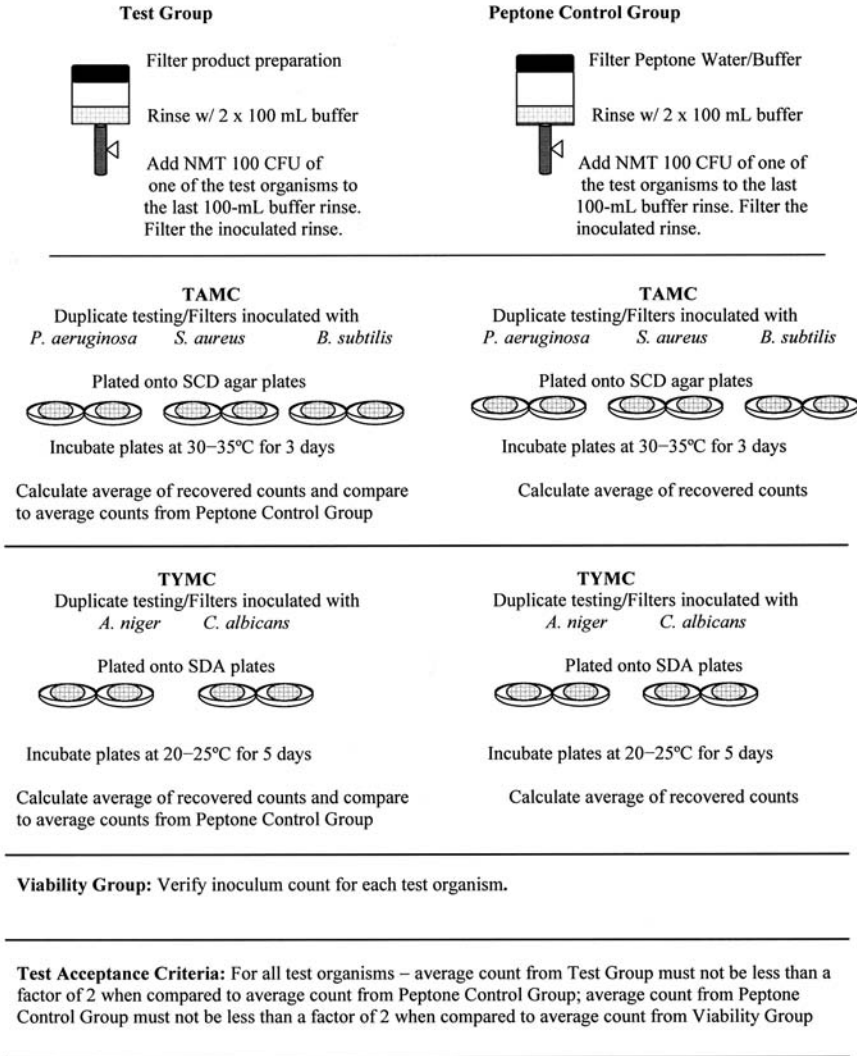 Test Group
Filter product preparation
Rinse w/ 2 x 100 mL buffer
Add NMT 100 CFU of
one of the test organisms to
the last 100-mL buffer rinse.
Filter the inoculated rinse.
Peptone Control Group
Filter Peptone Water/Buffer
Rinse w/ 2 x 100 mL buffer
Add NMT 100 CFU of one of
the test organisms to the last
100-mL buffer rinse. Filter the
inoculated rinse.
TAMC
Duplicate testing/Filters inoculated with
P. aeruginosa S. aureus B. subtilis
Plated onto SCD agar plates
Incubate plates at 30−35ºC for 3 days
Calculate average of recovered counts and compare
to average counts from Peptone Control Group
TAMC
Duplicate testing/Filters inoculated with
P. aeruginosa S. aureus B. subtilis
Plated onto SCD agar plates
Incubate plates at 30−35ºC for 3 days
Calculate average of recovered counts
TYMC
Duplicate testing/Filters inoculated with
A. niger C. albicans
Plated onto SDA plates
Incubate plates at 20−25ºC for 5 days
Calculate average of recovered counts and compare
to average counts from Peptone Control Group
TYMC
Duplicate testing/Filters inoculated with
A. niger C. albicans
Plated onto SDA plates
Incubate plates at 20−25ºC for 5 days
Calculate average of recovered counts
Viability Group: Verify inoculum count for each test organism.
Test Acceptance Criteria: For all test organisms – average count from Test Group must not be less than a
factor of 2 when compared to average count from Peptone Control Group; average count from Peptone
Control Group must not be less than a factor of 2 when compared to average count from Viability Group